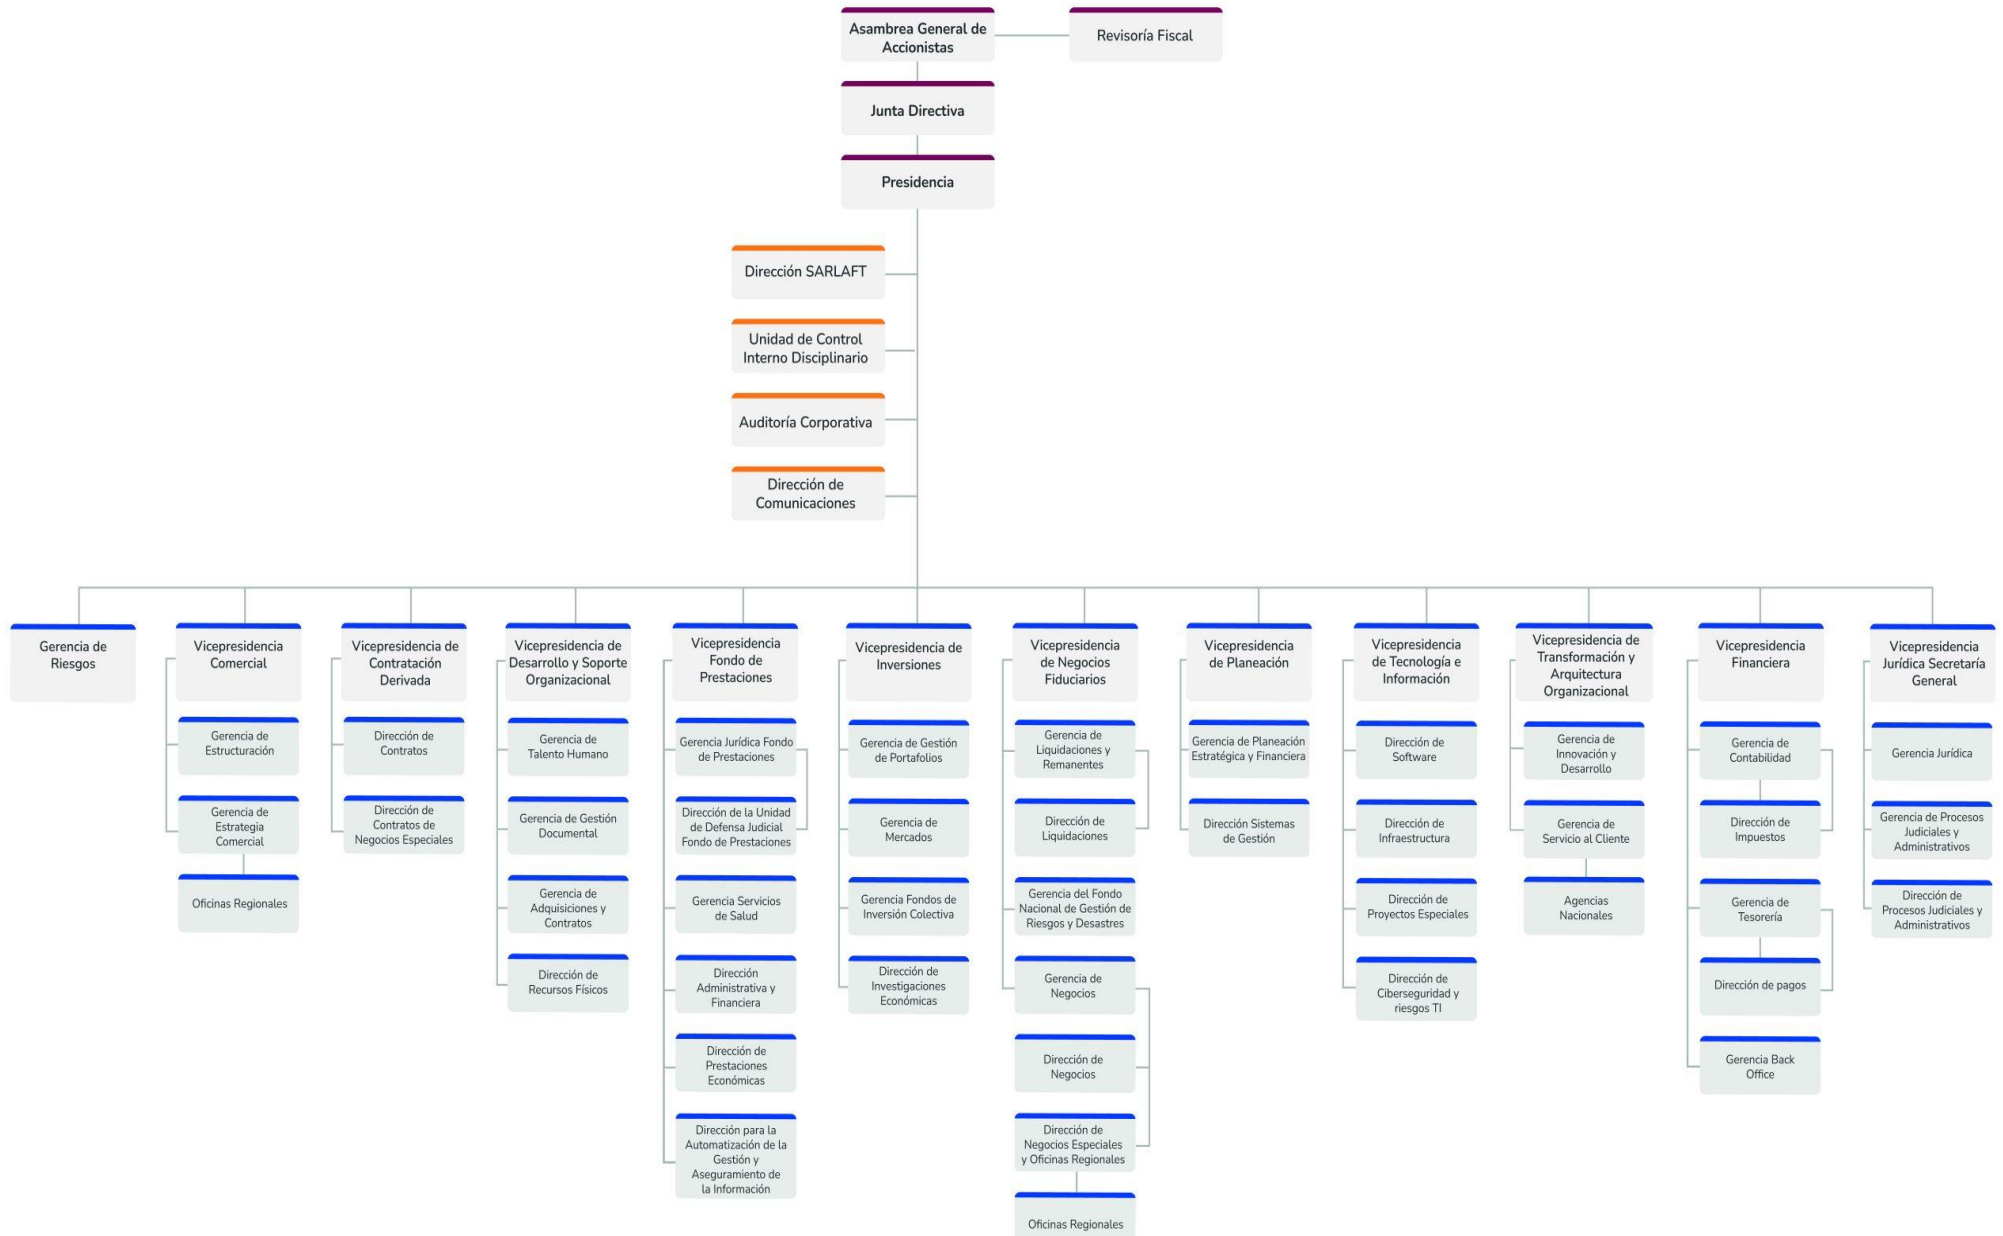 Asambrea General de
Accionistas
Revisoría Fiscal
Junta Directiva
Presidencia
Dirección SARLAFT
Unidad de Control
Interno Disciplinario
Auditoría Corporativa
Dirección de
Comunicaciones
Gerencia de
Riesgos
Vicepresidencia
Comercial
Gerencia de
Estructuración
Gerencia de
Estrategia
Comercial
Oficinas Regionales
Vicepresidencia de
Contratación
Derivada
Dirección de
Contratos
Dirección de
Contratos de
Negocios Especiales
Vicepresidencia de
Desarrollo y Soporte
Organizacional
Gerencia de
Talento Humano
Gerencia de Gestión
Documental
Gerencia de
Adquisiciones y
Contratos
Dirección de
Recursos Físicos
Vicepresidencia
Fondo de
Prestaciones
Gerencia Jurídica Fondo
de Prestaciones
Dirección de la Unidad
de Defensa Judicial
Fondo de Prestaciones
Gerencia Servicios
de Salud
Dirección
Administrativa y
Financiera
Dirección de
Prestaciones
Económicas
Dirección para la
Automatización de la
Gestión y
Aseguramiento de
la Información
Vicepresidencia de
Inversiones
Gerencia de Gestión
de Portafolios
Gerencia de
Mercados
Gerencia Fondos de
Inversión Colectiva
Dirección de
Investigaciones
Económicas
Vicepresidencia
de Negocios
Fiduciarios
Gerencia de
Liquidaciones y
Remanentes
Dirección de
Liquidaciones
Gerencia del Fondo
Nacional de Gestión de
Riesgos y Desastres
Gerencia de
Negocios
Dirección de
Negocios
Dirección de
Negocios Especiales
y Oficinas Regionales
Oficinas Regionales
Vicepresidencia
de Planeación
Gerencia de Planeación
Estratégica y Financiera
Dirección Sistemas
de Gestión
Vicepresidencia
de Tecnología e
Información
Dirección de
Software
Dirección de
Infraestructura
Dirección de
Proyectos Especiales
Dirección de
Ciberseguridad y
riesgos TI
Vicepresidencia de
Transformación y
Arquitectura
Organizacional
Gerencia de
Innovación y
Desarrollo
Gerencia de
Servicio al Cliente
Agencias
Nacionales
Vicepresidencia
Financiera
Gerencia de
Contabilidad
Dirección de
Impuestos
Gerencia de
Tesorería
Dirección de pagos
Gerencia Back
Office
Vicepresidencia
Jurídica Secretaría
General
Gerencia Jurídica
Gerencia de Procesos
Judiciales y
Administrativos
Dirección de
Procesos Judiciales y
Administrativos